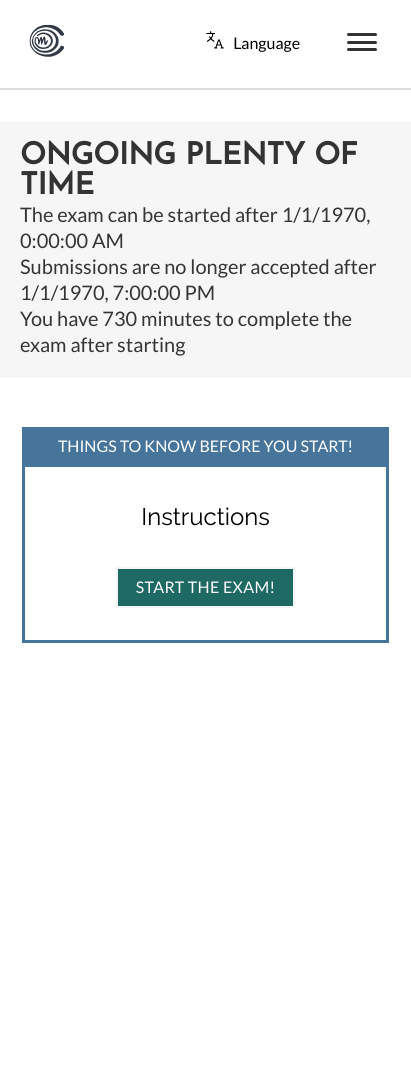 Language
ONGOING PLENTY OF
TIME
The exam can be started after 1/1/1970,
0:00:00 AM
Submissions are no longer accepted after
1/1/1970, 7:00:00 PM
You have 730 minutes to complete the
exam after starting
THINGS TO KNOW BEFORE YOU START!
Instructions
START THE EXAM!